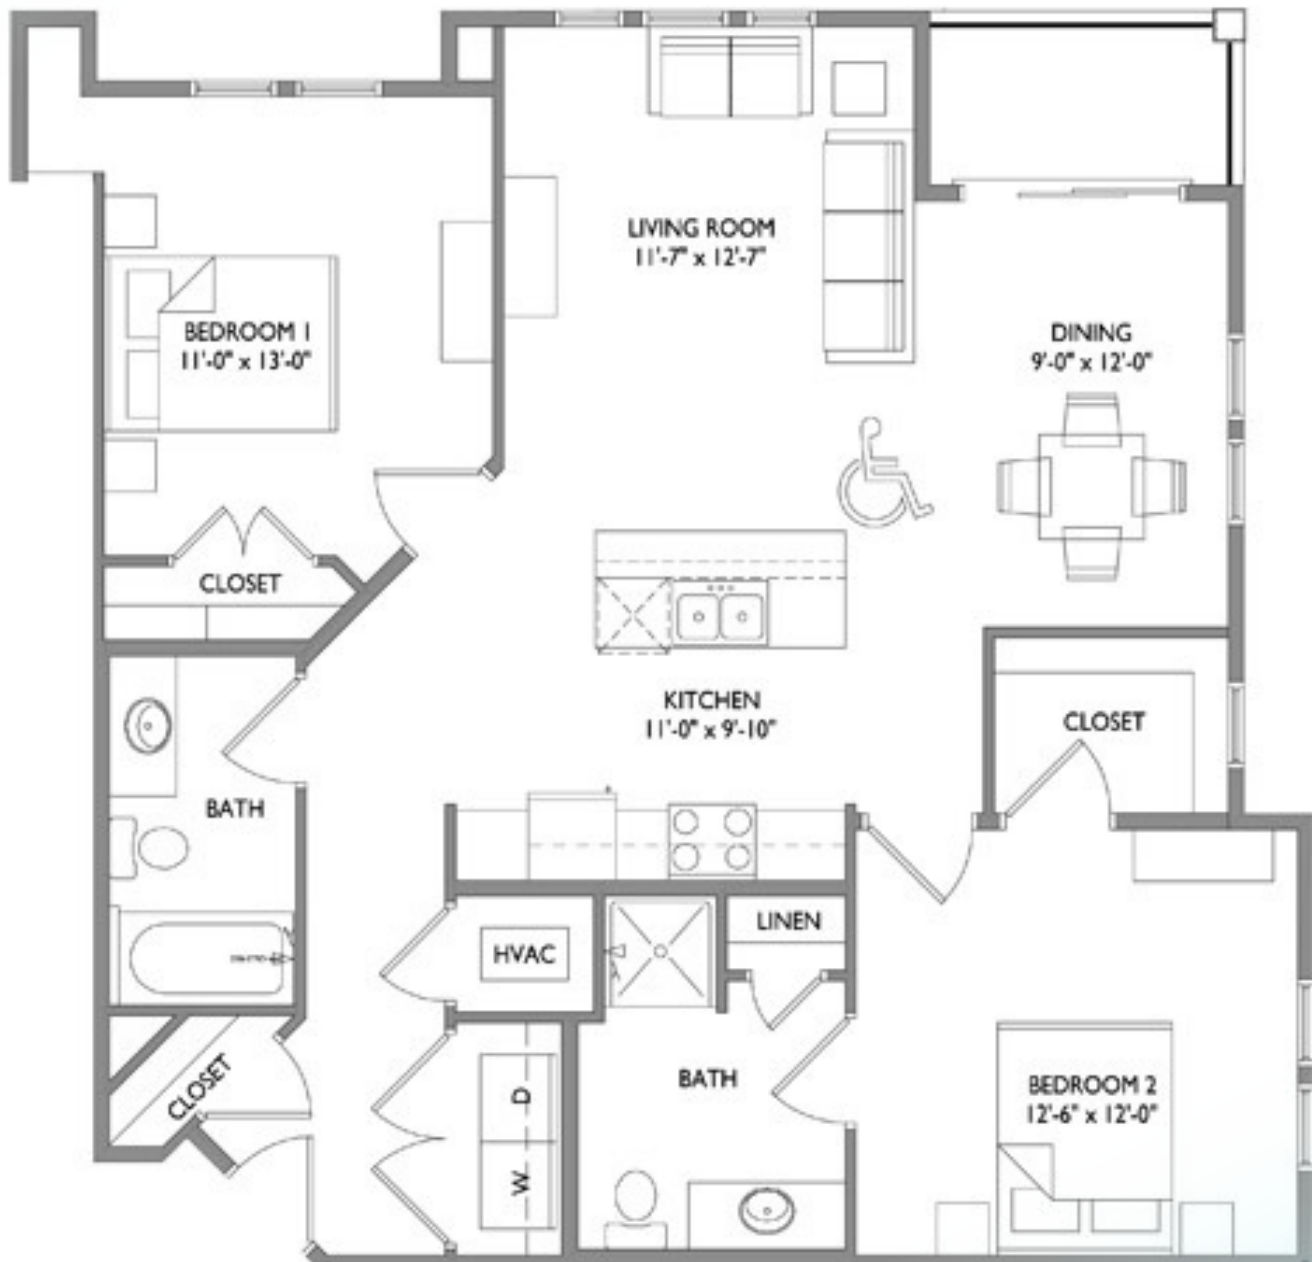 LIVING ROOM
11'-7" x 12'-7"
BEDROOM 1
11'-0" x 13'-0"
DINING
9'-0" x 12'-0"
CLOSET
KITCHEN
11'-0" x 9'-10"
CLOSET
BATH
LINEN
HVAC
CLOSET
BATH
D
W
BEDROOM 2
12'-6" x 12'-0"